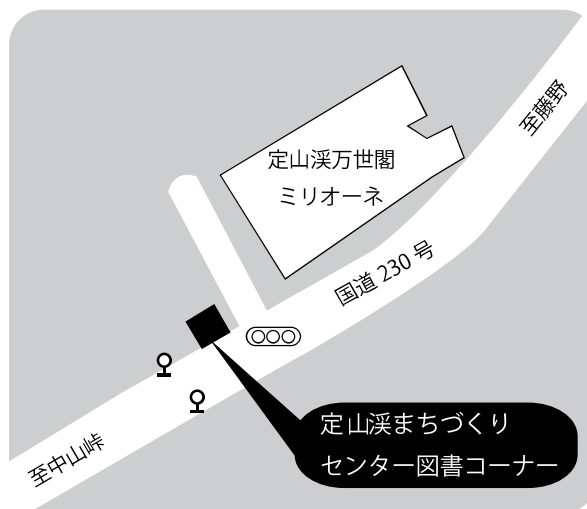 至藤野
定山渓万世閣
ミリオーネ
国道 230 号
定山渓まちづくり
センター図書コーナー
至中山峠